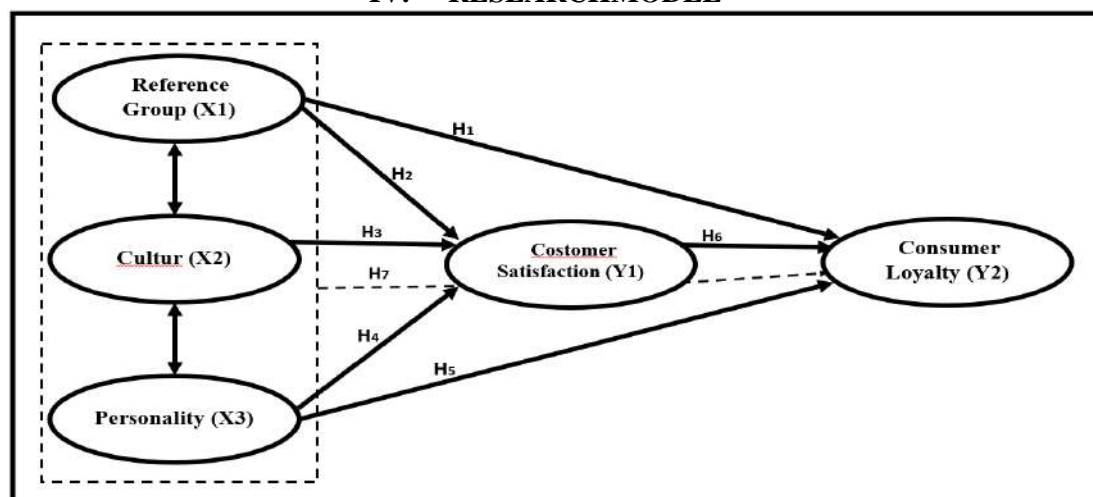 IV. RESEARCHMODEL
Reference
Group (X1)
H1
H2
Cultur (X2)
H3
Costomer
Satisfaction (Y1)
H6
Consumer
Loyalty (Y2)
H7
H4
H5
Personality (X3)